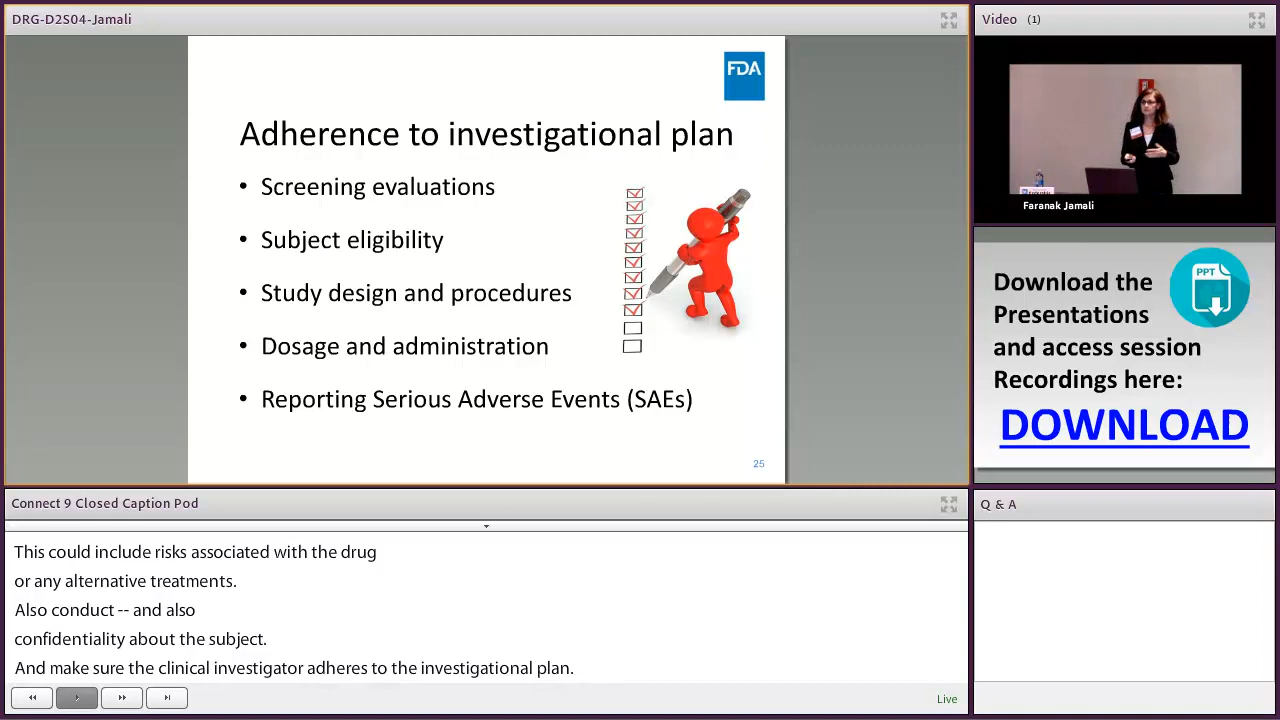 DRG-D2S04-Jamali
FDA
Adherence to investigational plan
• Screening evaluations
• Subject eligibility
• Study design and procedures
• Dosage and administration
• Reporting Serious Adverse Events (SAEs)
25
Video (1)
Faranak Jamali
PPT
Download the
Presentations
and access session
Recordings here:
DOWNLOAD
Connect 9 Closed Caption Pod
This could include risks associated with the drug
or any alternative treatments.
Also conduct -- and also
confidentiality about the subject.
And make sure the clinical investigator adheres to the investigational plan.
Live
Q & A